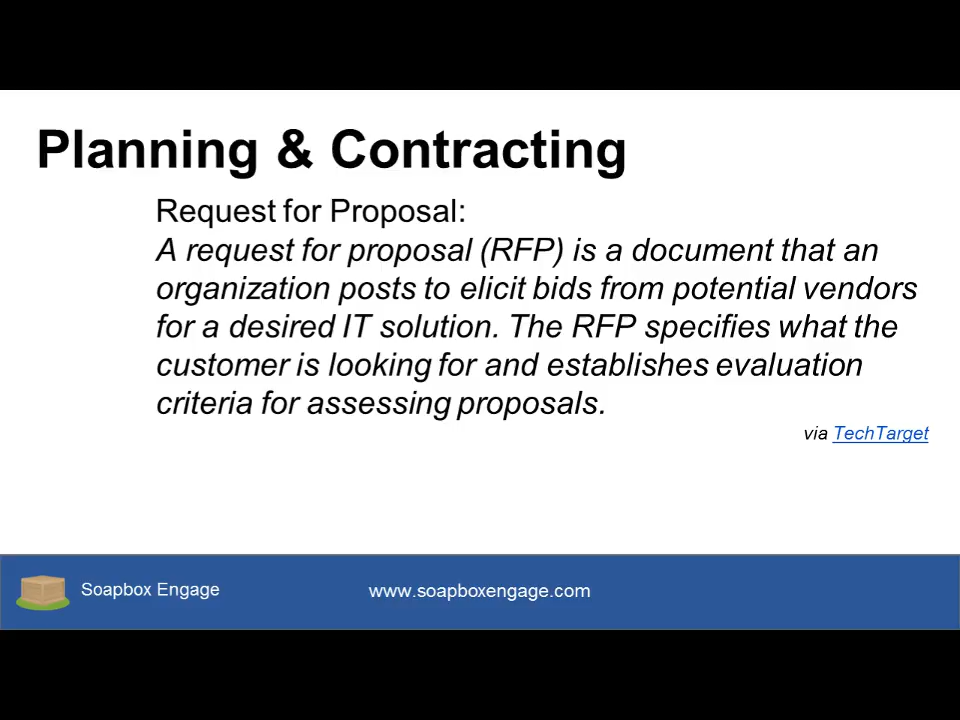 Planning & Contracting
Request for Proposal:
A request for proposal (RFP) is a document that an
organization posts to elicit bids from potential vendors
for a desired IT solution. The RFP specifies what the
customer is looking for and establishes evaluation
criteria for assessing proposals.
via TechTarget
Soapbox Engage
www.soapboxengage.com